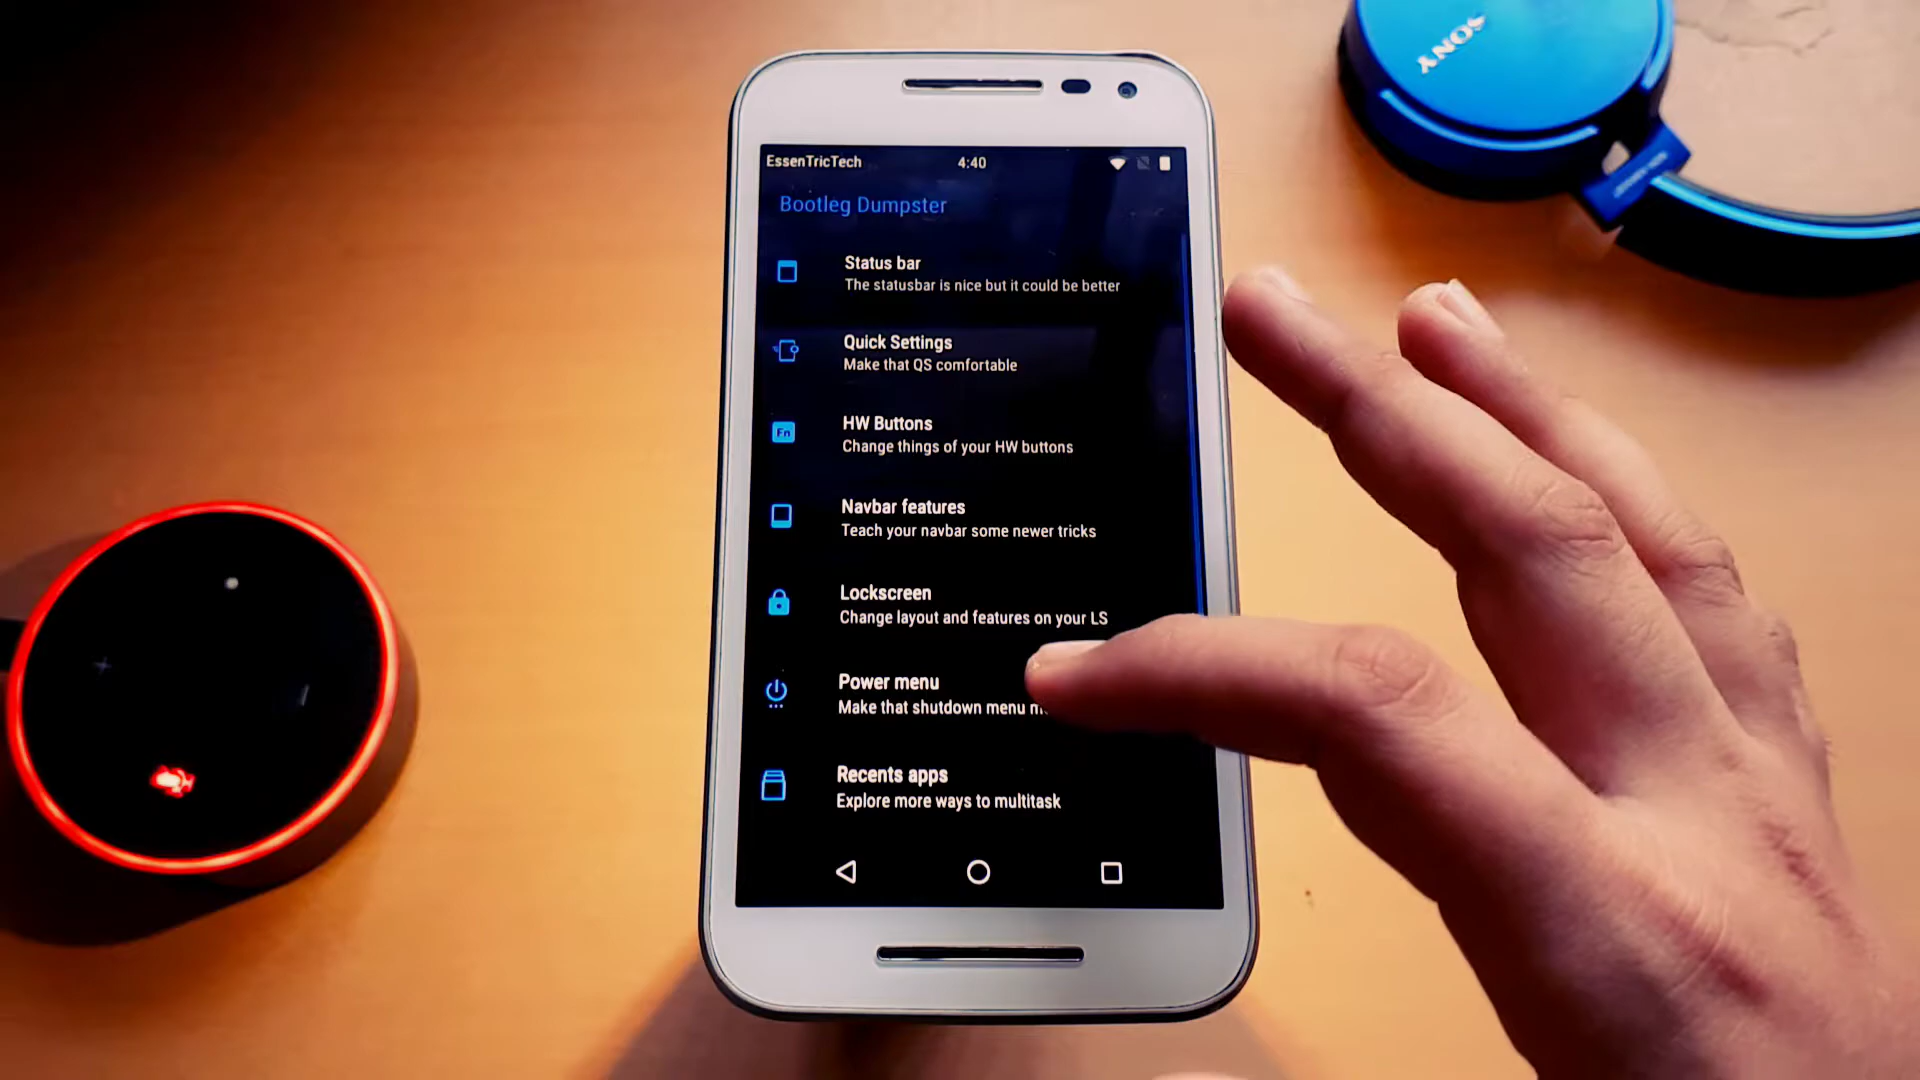 SONY
EssenTricTech 4:40
Bootleg Dumpster
Status bar
The statusbar is nice but it could be better
Quick Settings
Make that QS comfortable
Fn
HW Buttons
Change things of your HW buttons
Navbar features
Teach your navbar some newer tricks
Lockscreen
Change layout and features on your LS
Power menu
Make that shutdown menu
Recents apps
Explore more ways to multitask